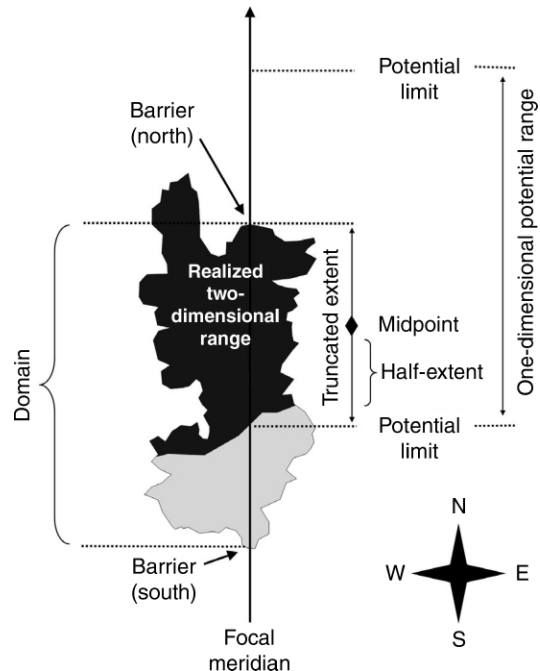 Potential
limit
Barrier
(north)
One-dimensional potential range
Realized
two-
dimensional
range
Truncated extent
Midpoint
Half-extent
Domain
Potential
limit
N
W
E
S
Barrier
(south)
Focal
meridian